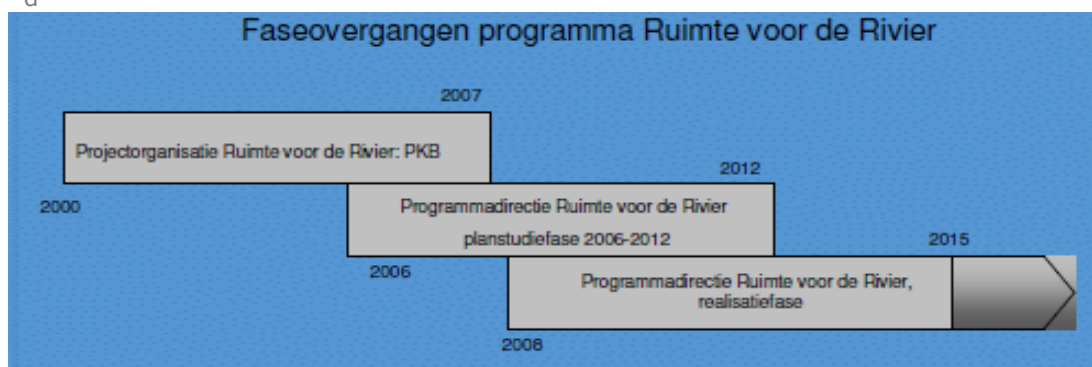 Faseovergangen programma Ruimte voor de Rivier
2007
Projectorganisatie Ruimte voor de Rivier: PKB
2000
2012
Programmadirectie Ruimte voor de Rivier
planstudiefase 2006-2012
2006
2015
Programmadirectie Ruimte voor de Rivier,
realisatiefase
2008